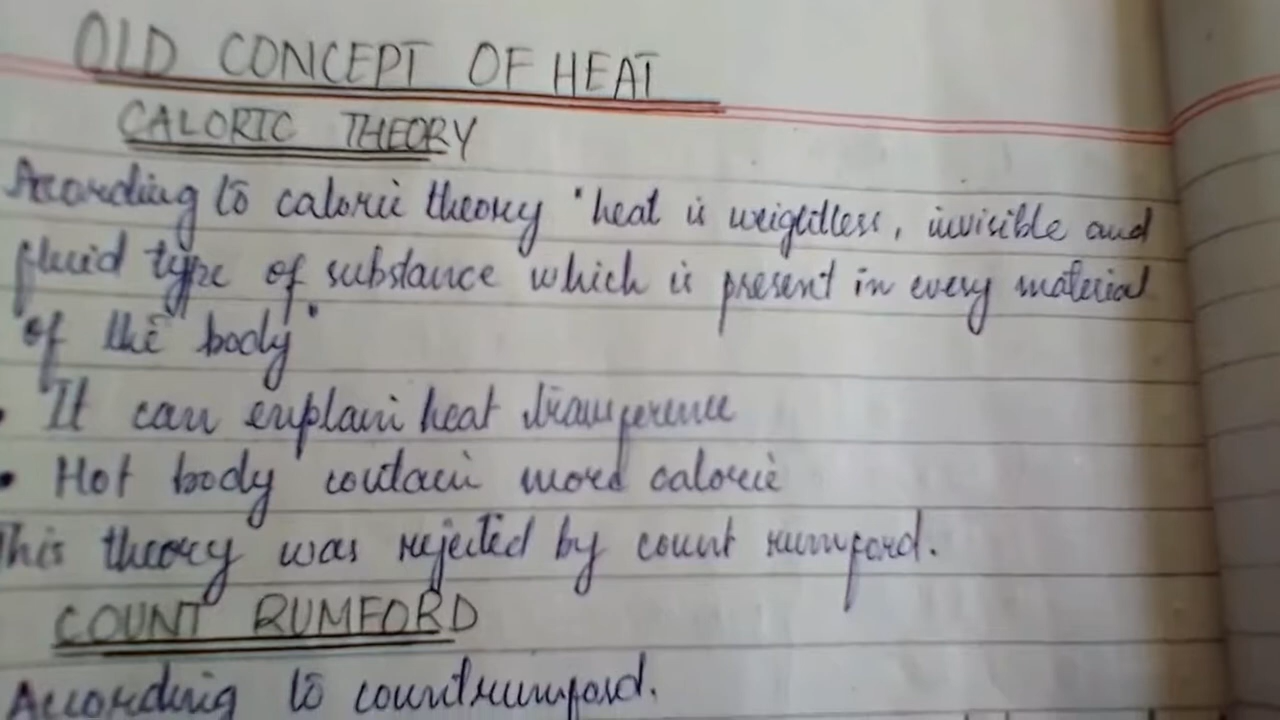 OLD CONCEPT OF HEAT
CALORIC THEORY
According to caloric theory "heat is weightless, invisible and
fluid type of substance which is present in every material
of the body"
• It can explain heat transference
• Hot body contain more caloric
This theory was rejected by count rumford.
COUNT RUMFORD
According to count rumford.